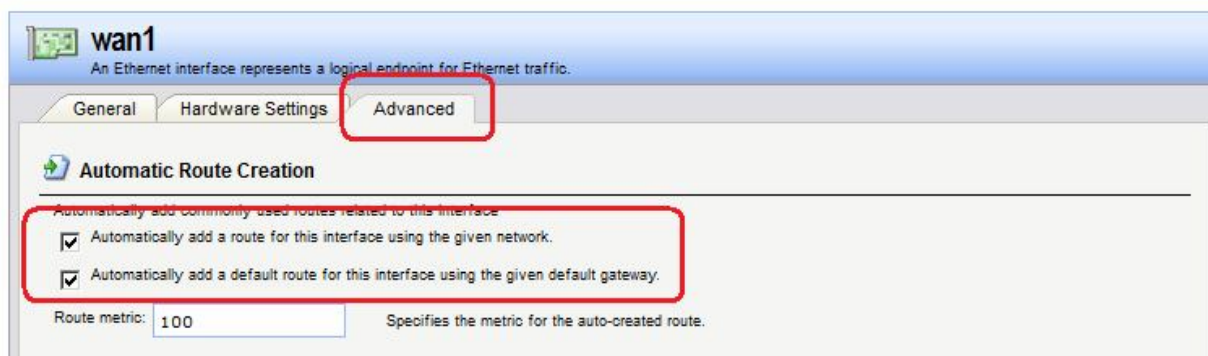 wan1
An Ethernet interface represents a logical endpoint for Ethernet traffic.
General Hardware Settings Advanced
Automatic Route Creation
Automatically add commonly used routes related to this interface
Automatically add a route for this interface using the given network.
Automatically add a default route for this interface using the given default gateway.
Route metric: 100 Specifies the metric for the auto-created route.